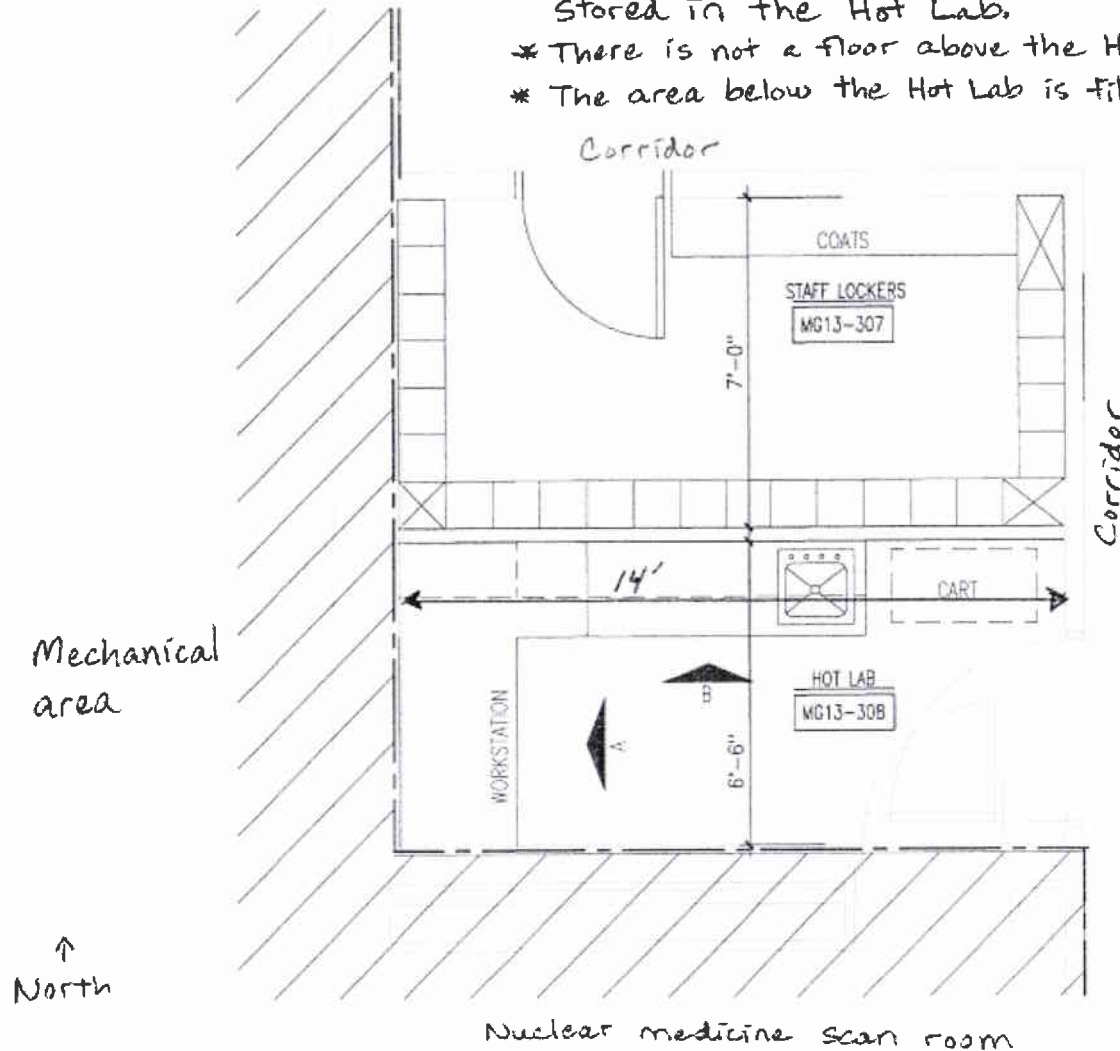 stored in the Hot Lab.
* There is not a floor above the H
* The area below the Hot Lab is
Corridor
COATS
STAFF LOCKERS
MG13-307
7'-0"
Corridor
14'
CART
Mechanical
area
WORKSTATION
B
HOT LAB
MG13-308
A
6'-6"
↑
North
Nuclear medicine scan room